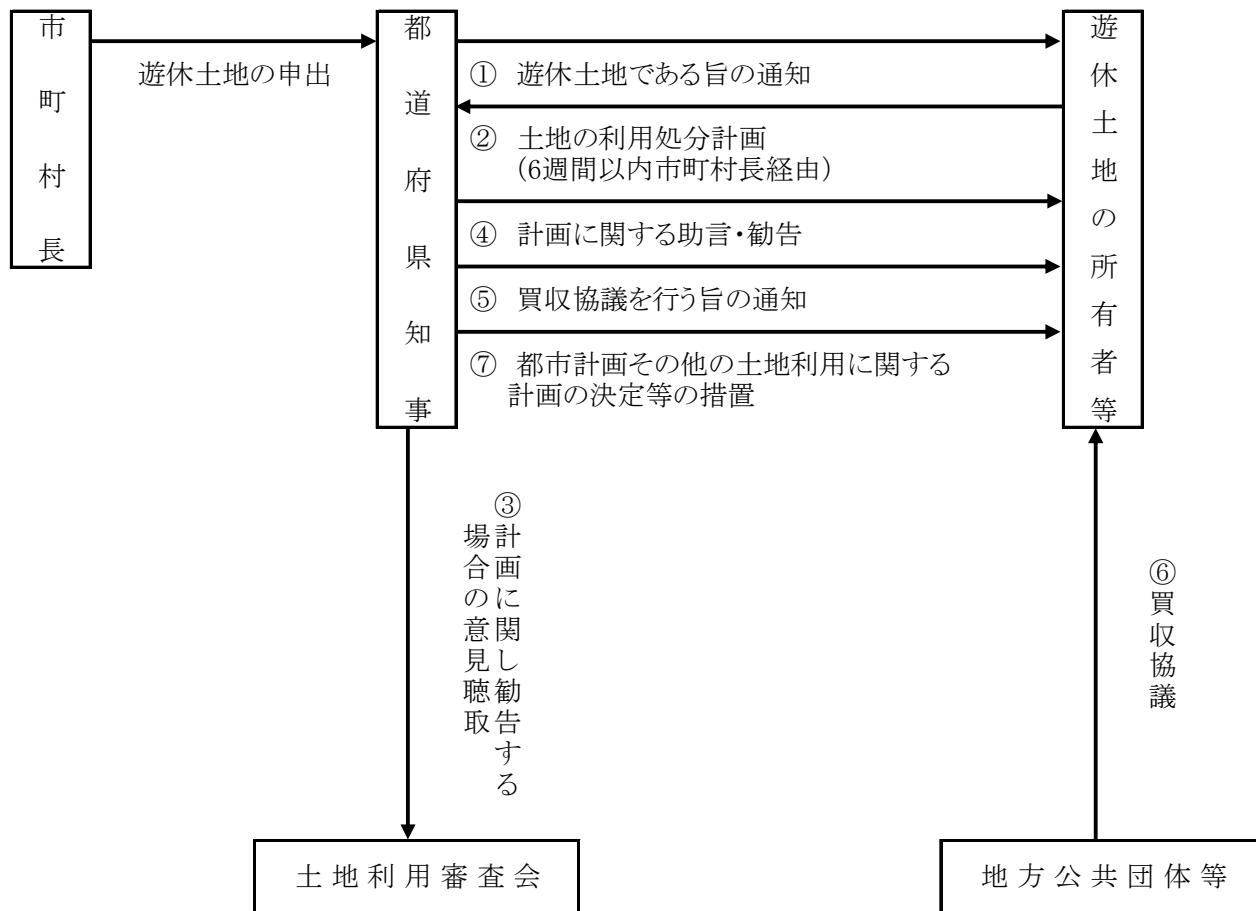 市町村長
遊休土地の申出
都道府県知事
① 遊休土地である旨の通知
② 土地の利用処分計画
(6週間以内市町村長経由)
④ 計画に関する助言・勧告
⑤ 買収協議を行う旨の通知
⑦ 都市計画その他の土地利用に関する
計画の決定等の措置
遊休土地の所有者等
③計画に関し勧告する
場合の意見聴取
⑥買収協議
土地利用審査会
地方公共団体等